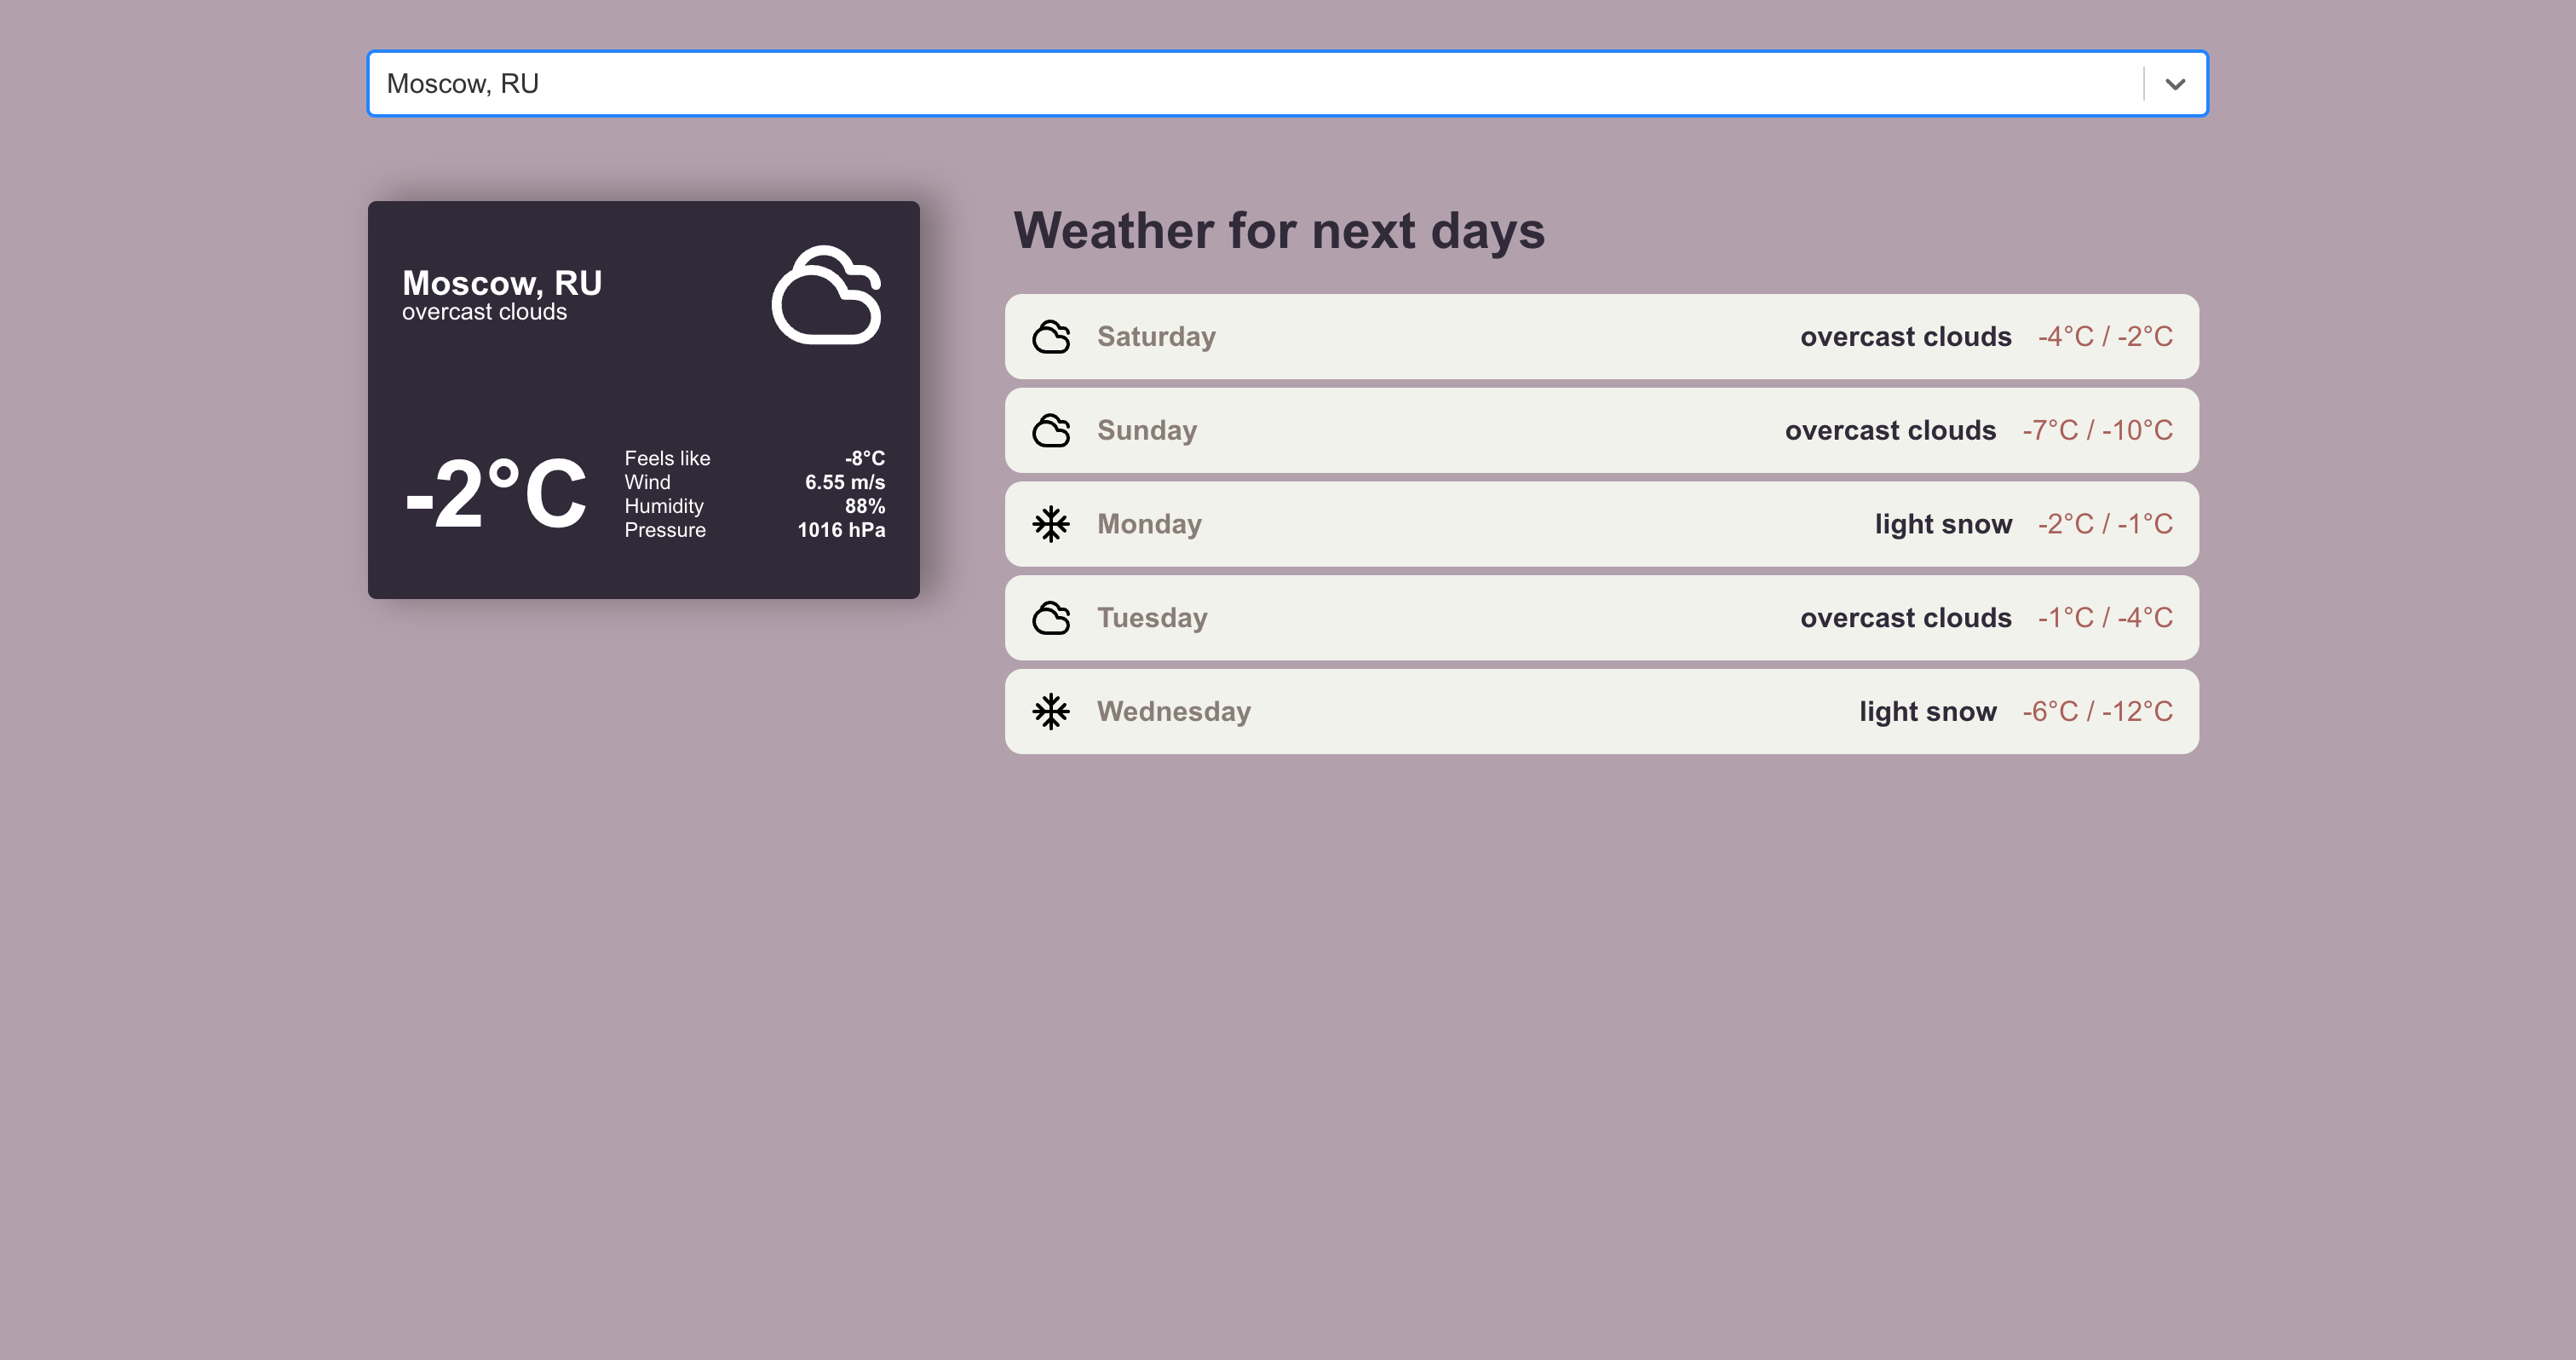 Moscow, RU
Moscow, RU
overcast clouds
-2°C
Feels like -8°C
Wind 6.55 m/s
Humidity 88%
Pressure 1016 hPa
Weather for next days
Saturday overcast clouds -4°C / -2°C
Sunday overcast clouds -7°C / -10°C
Monday light snow -2°C / -1°C
Tuesday overcast clouds -1°C / -4°C
Wednesday light snow -6°C / -12°C